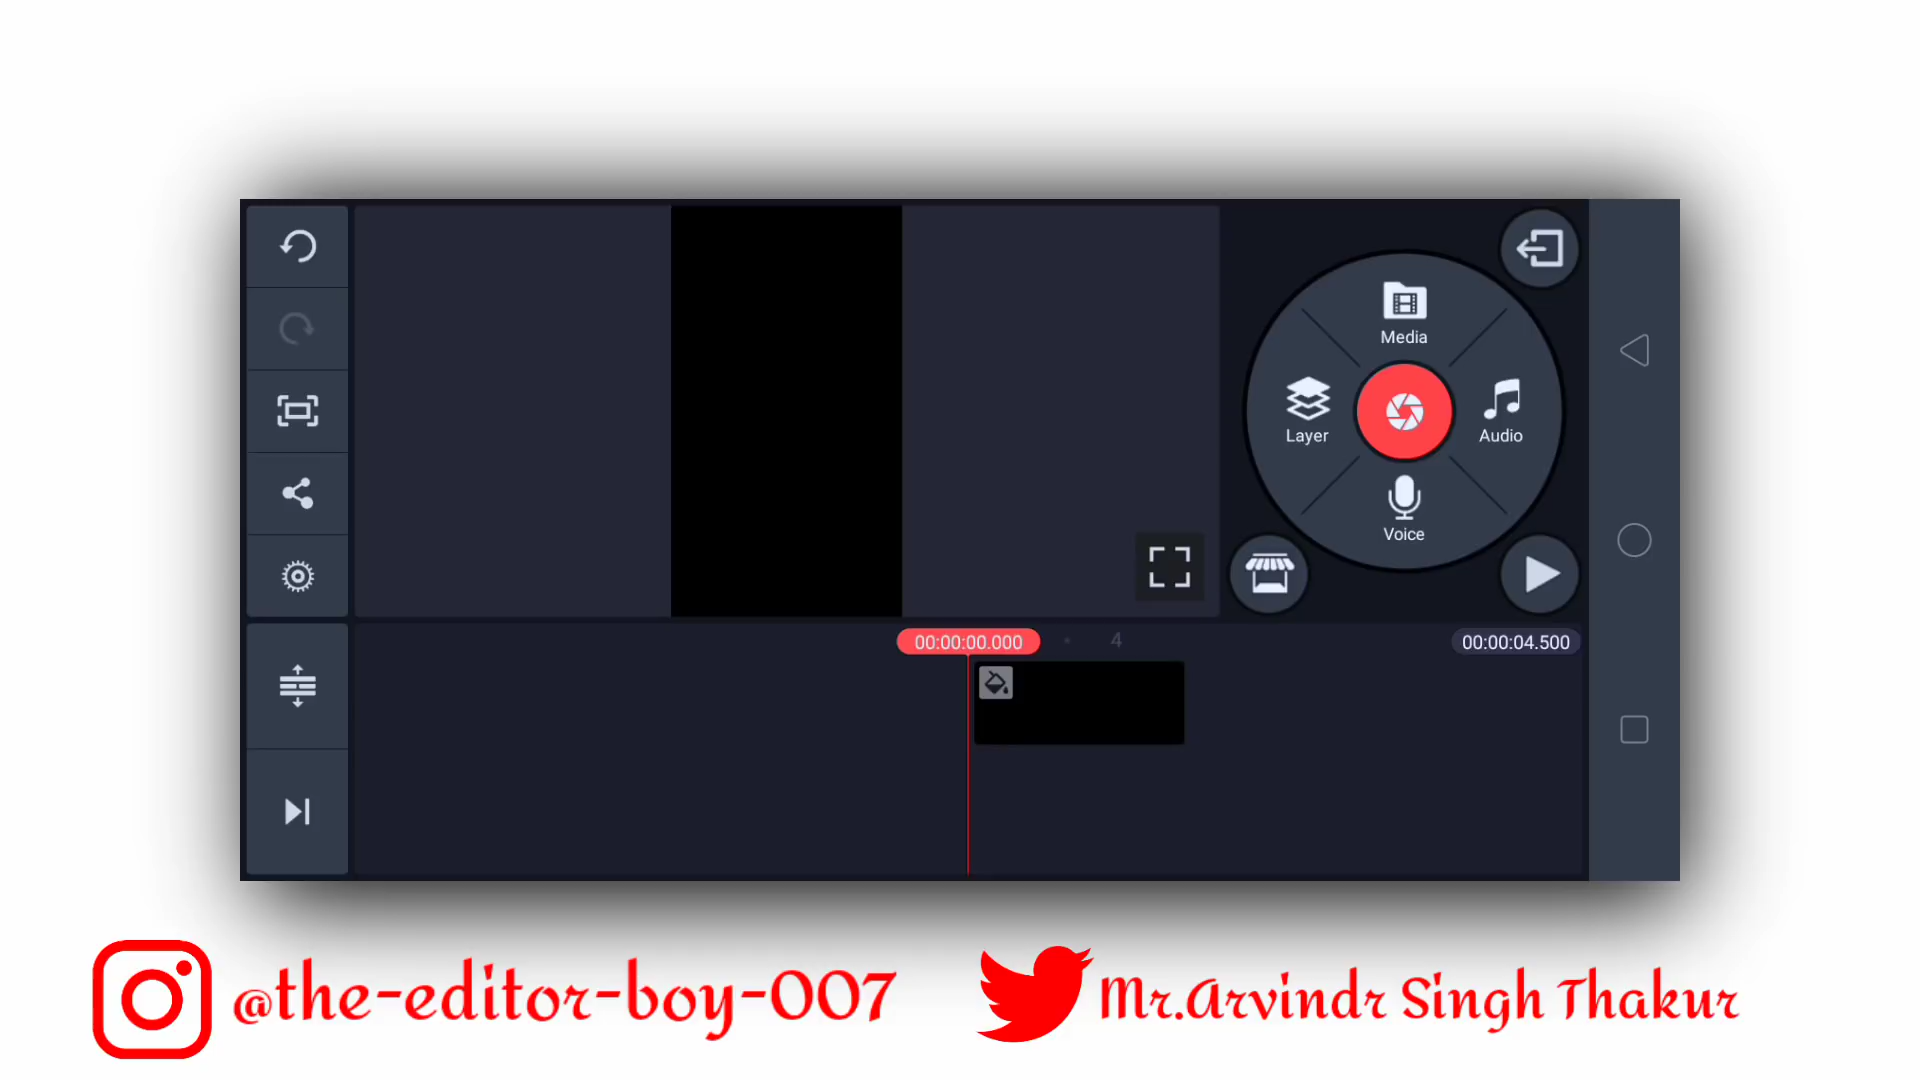 Media
Layer
Audio
Voice
00:00:00.000
4
00:00:04.500
@the-editor-boy-007
Mr.Arvindr Singh Thakur